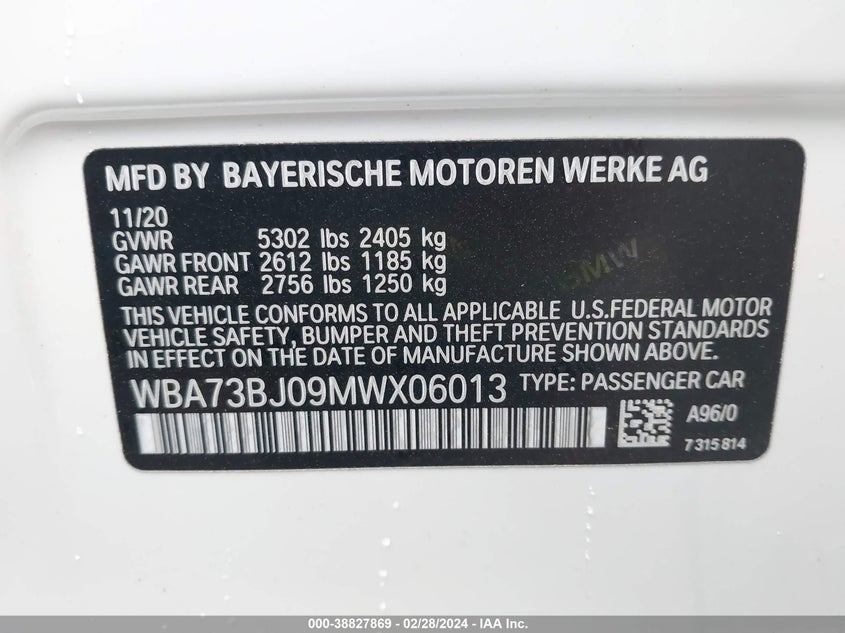 MFD BY BAYERISCHE MOTOREN WERKE AG
11/20
GVWR 5302 lbs 2405 kg
GAWR FRONT 2612 lbs 1185 kg
GAWR REAR 2756 lbs 1250 kg
BMW
THIS VEHICLE CONFORMS TO ALL APPLICABLE U.S.FEDERAL MOTOR
VEHICLE SAFETY, BUMPER AND THEFT PREVENTION STANDARDS
IN EFFECT ON THE DATE OF MANUFACTURE SHOWN ABOVE.
WBA73BJ09MWX06013 TYPE: PASSENGER CAR
A96/0
7315814
000-38827869 - 02/28/2024 - IAA Inc.